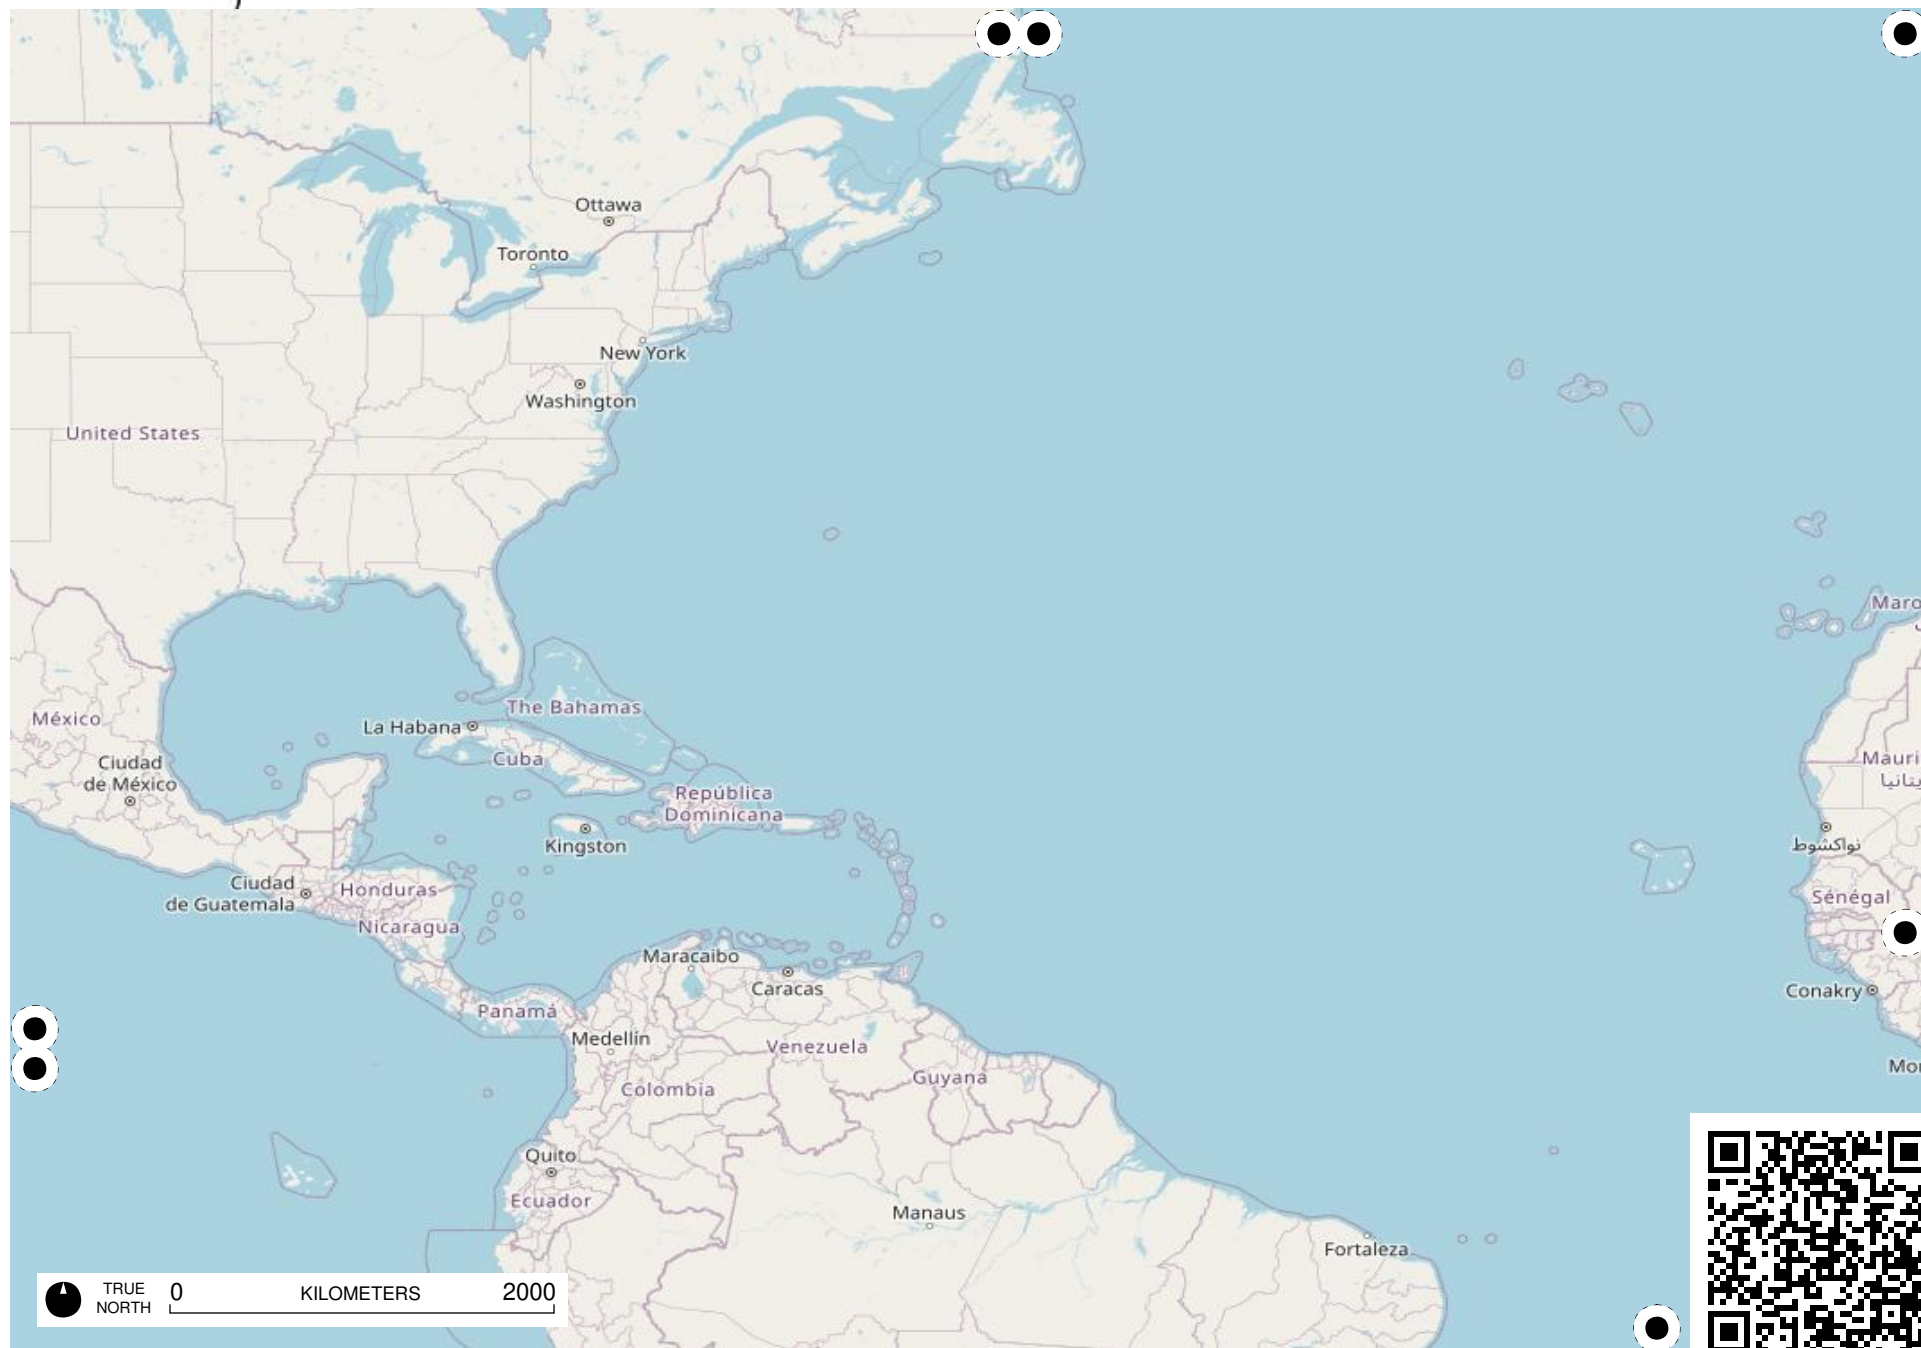 Ottawa
Toronto
New York
Washington
United States
The Bahamas
México
La Habana
Cuba
Ciudad
de México
República
Dominicana
Kingston
Ciudad
de Guatemala
Honduras
Nicaragua
Maracaibo
Caracas
Panamá
Medellín
Venezuela
Guyana
Colombia
Quito
Ecuador
Manaus
Fortaleza
Maro
Mauri
نواكشوط
Sénégal
Conakry
TRUE
NORTH
0
KILOMETERS
2000